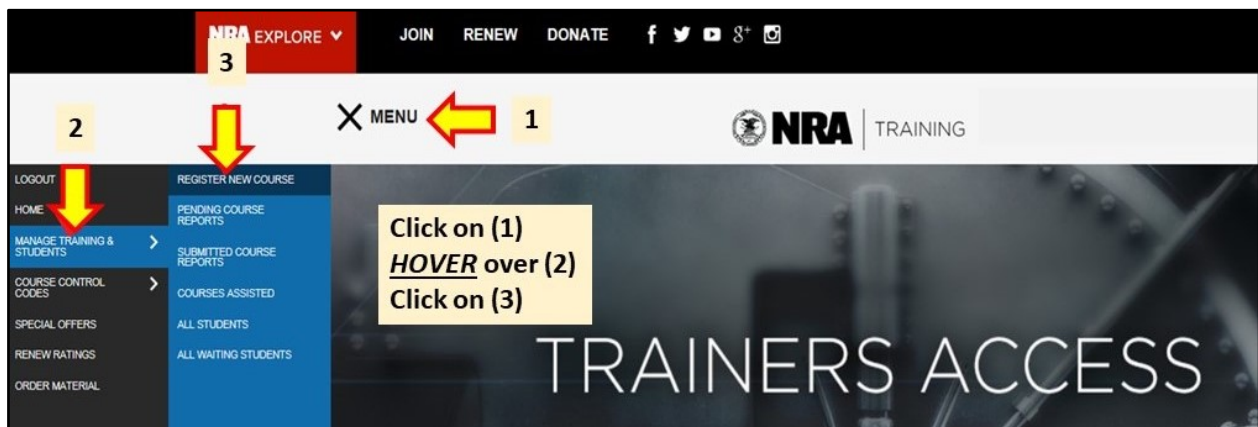 NRA EXPLORE JOIN RENEW DONATE f 8+
3
2
MENU
1
NRA TRAINING
LOGOUT
HOME
MANAGE TRAINING &
STUDENTS
COURSE CONTROL
CODES
SPECIAL OFFERS
RENEW RATINGS
ORDER MATERIAL
REGISTER NEW COURSE
PENDING COURSE
REPORTS
SUBMITTED COURSE
REPORTS
COURSES ASSISTED
ALL STUDENTS
ALL WAITING STUDENTS
Click on (1)
HOVER over (2)
Click on (3)
TRAINERS ACCESS